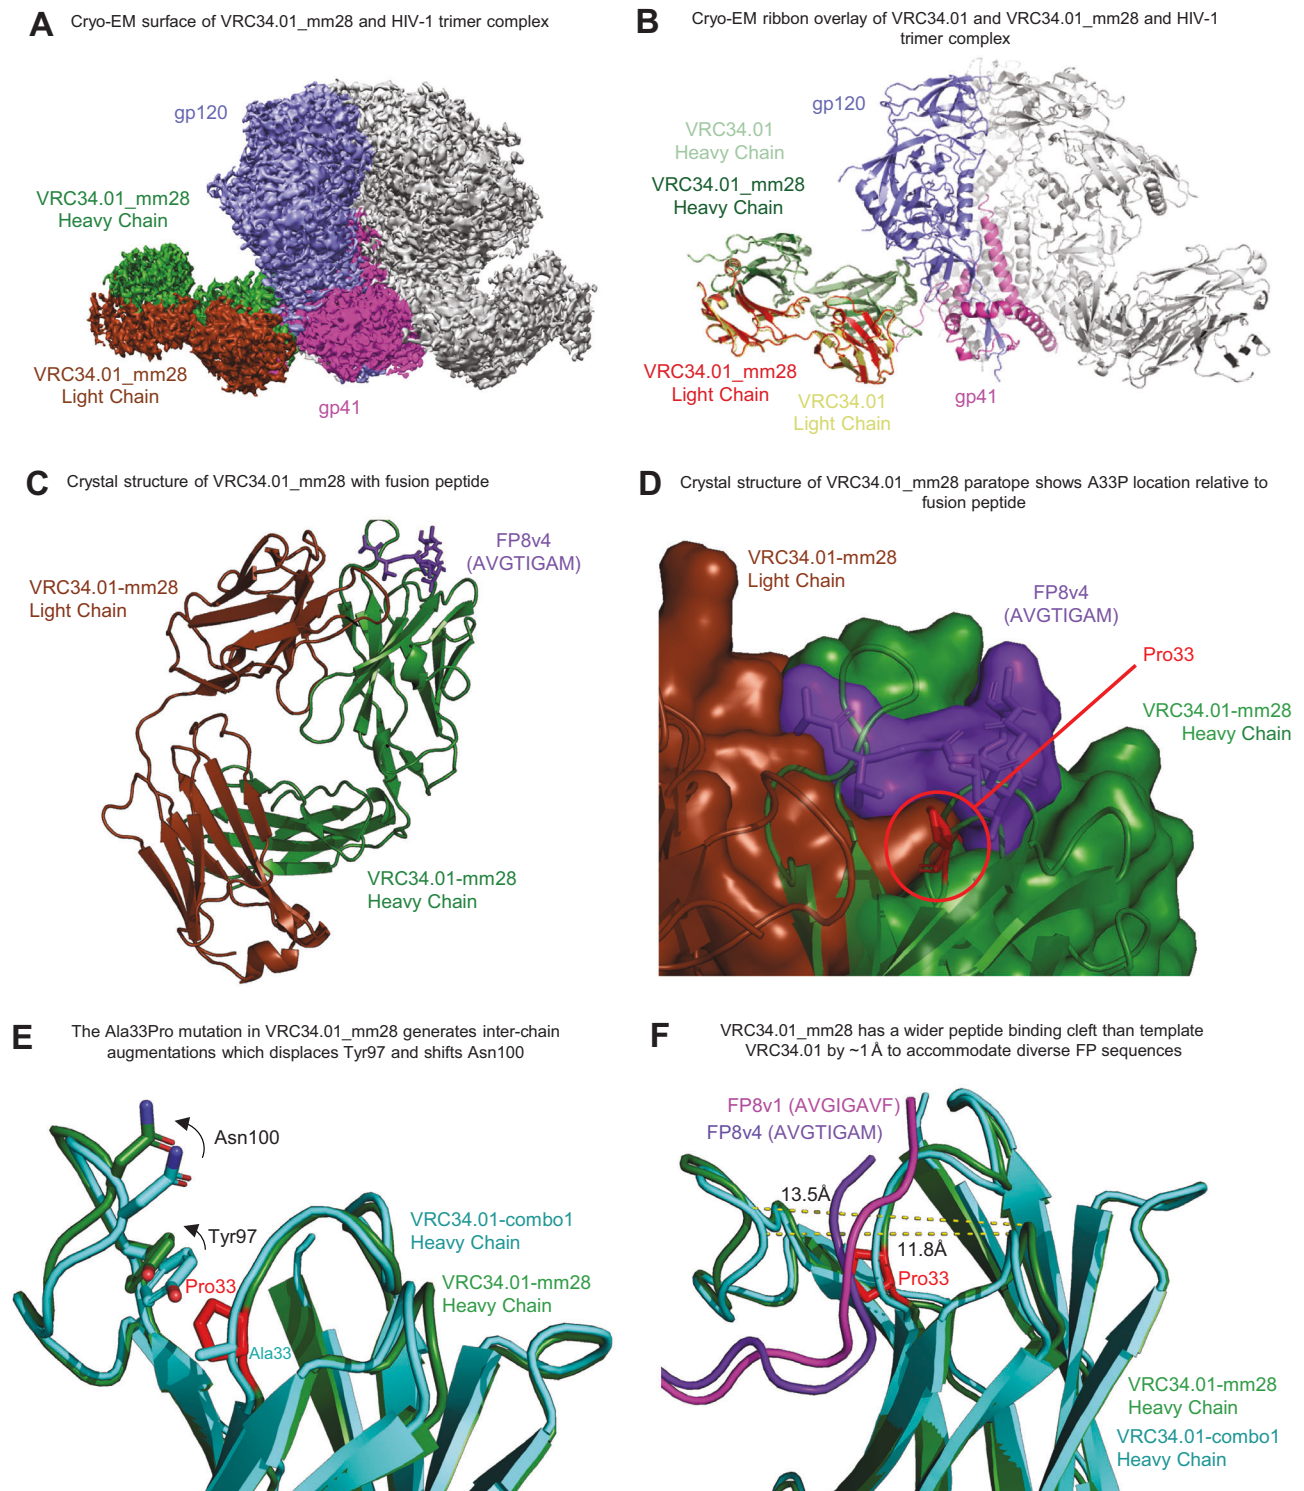 A
Cryo-EM surface of VRC34.01_mm28 and HIV-1 trimer complex
gp120
VRC34.01_mm28
Heavy Chain
VRC34.01_mm28
Light Chain
gp41
B
Cryo-EM ribbon overlay of VRC34.01 and VRC34.01_mm28 and HIV-1
trimer complex
gp120
VRC34.01
Heavy Chain
VRC34.01_mm28
Heavy Chain
VRC34.01_mm28
Light Chain
VRC34.01
Light Chain
gp41
C
Crystal structure of VRC34.01_mm28 with fusion peptide
FP8v4
(AVGTIGAM)
VRC34.01-mm28
Light Chain
VRC34.01-mm28
Heavy Chain
D
Crystal structure of VRC34.01_mm28 paratope shows A33P location relative to
fusion peptide
VRC34.01-mm28
Light Chain
FP8v4
(AVGTIGAM)
Pro33
VRC34.01-mm28
Heavy Chain
E
The Ala33Pro mutation in VRC34.01_mm28 generates inter-chain
augmentations which displaces Tyr97 and shifts Asn100
Asn100
Tyr97
Pro33
Ala33
VRC34.01-combo1
Heavy Chain
VRC34.01-mm28
Heavy Chain
F
VRC34.01_mm28 has a wider peptide binding cleft than template
VRC34.01 by ~1 Å to accommodate diverse FP sequences
FP8v1 (AVGIGAVF)
FP8v4 (AVGTIGAM)
13.5Å
11.8Å
Pro33
VRC34.01-mm28
Heavy Chain
VRC34.01-combo1
Heavy Chain